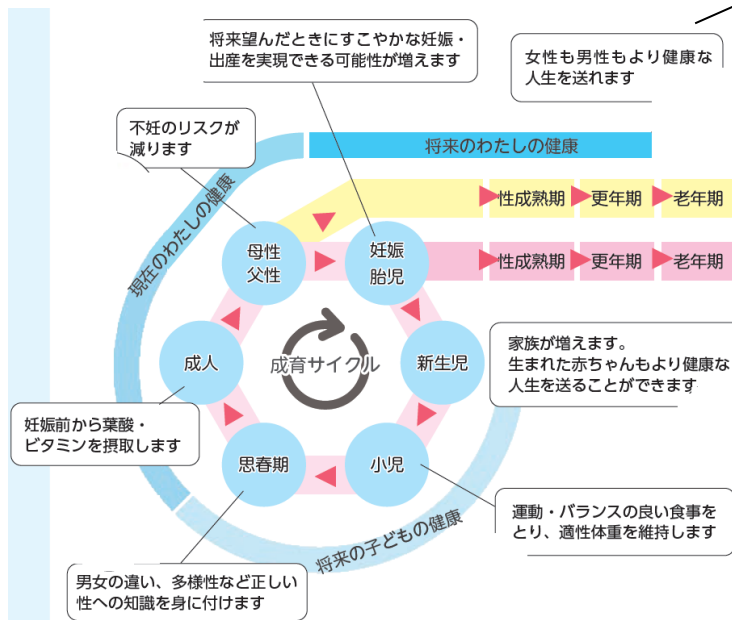 将来望んだときにすこやかな妊娠・
出産を実現できる可能性が増えます
女性も男性もより健康な
人生を送れます
不妊のリスクが
減ります
将来のわたしの健康
現在のわたしの健康
性成熟期
更年期
老年期
母性
父性
妊娠
胎児
性成熟期
更年期
老年期
成人
成育サイクル
新生児
家族が増えます。
生まれた赤ちゃんもより健康な
人生を送ることができます
妊娠前から葉酸・
ビタミンを摂取します
思春期
小児
将来の子どもの健康
運動・バランスの良い食事を
とり、適性体重を維持します
男女の違い、多様性など正しい
性への知識を身に付けます